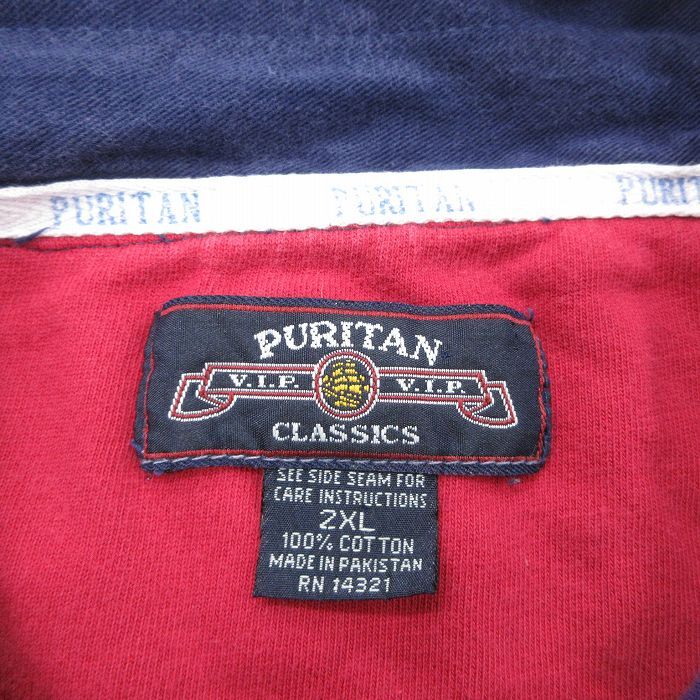 PURITAN PURITAN PURITAN
PURITAN
V.I.P. V.I.P.
CLASSICS
SEE SIDE SEAM FOR
CARE INSTRUCTIONS
2XL
100% COTTON
MADE IN PAKISTAN
RN 14321